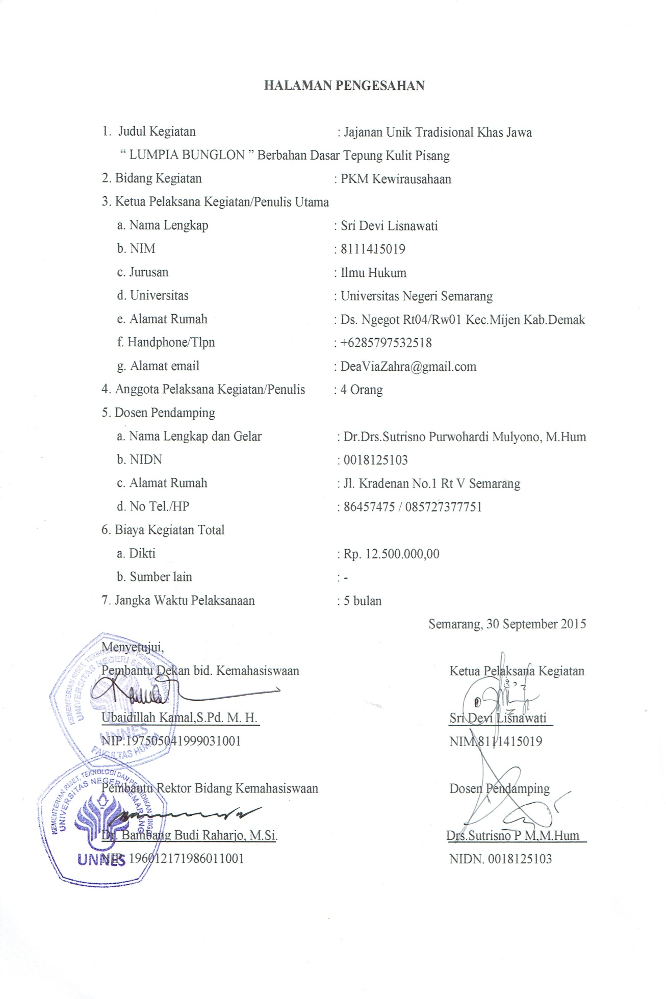 HALAMAN PENGESAHAN
1. Judul Kegiatan : Jajanan Unik Tradisional Khas Jawa
“ LUMPIA BUNGLON ” Berbahan Dasar Tepung Kulit Pisang
2. Bidang Kegiatan : PKM Kewirausahaan
3. Ketua Pelaksana Kegiatan/Penulis Utama
a. Nama Lengkap : Sri Devi Lisnawati
b. NIM : 8111415019
c. Jurusan : Ilmu Hukum
d. Universitas : Universitas Negeri Semarang
e. Alamat Rumah : Ds. Ngegot Rt04/Rw01 Kec.Mijen Kab.Demak
f. Handphone/Tlpn : +6285797532518
g. Alamat email : DeaViaZahra@gmail.com
4. Anggota Pelaksana Kegiatan/Penulis : 4 Orang
5. Dosen Pendamping
a. Nama Lengkap dan Gelar : Dr.Drs.Sutrisno Purwohardi Mulyono, M.Hum
b. NIDN : 0018125103
c. Alamat Rumah : Jl. Kradenan No.1 Rt V Semarang
d. No Tel./HP : 86457475 / 085727377751
6. Biaya Kegiatan Total
a. Dikti : Rp. 12.500.000,00
b. Sumber lain : -
7. Jangka Waktu Pelaksanaan : 5 bulan
Semarang, 30 September 2015
Menyetujui,
Pembantu Dekan bid. Kemahasiswaan Ketua Pelaksana Kegiatan
Ubaidillah Kamal,S.Pd. M. H. Sri Devi Lisnawati
NIP.197505041999031001 NIM.8111415019
KEMENTERIAN RISET, TEKNOLOGI DAN PENDIDIKAN TINGGI
UNIVERSITAS NEGERI SEMARANG
UNNES
FAKULTAS HUKUM
Pembantu Rektor Bidang Kemahasiswaan Dosen Pendamping
Dr. Bambang Budi Raharjo, M.Si. Drs.Sutrisno P M,M.Hum
NIP. 196012171986011001 NIDN. 0018125103
KEMENTERIAN RISET, TEKNOLOGI DAN PENDIDIKAN TINGGI
UNIVERSITAS NEGERI SEMARANG
UNNES